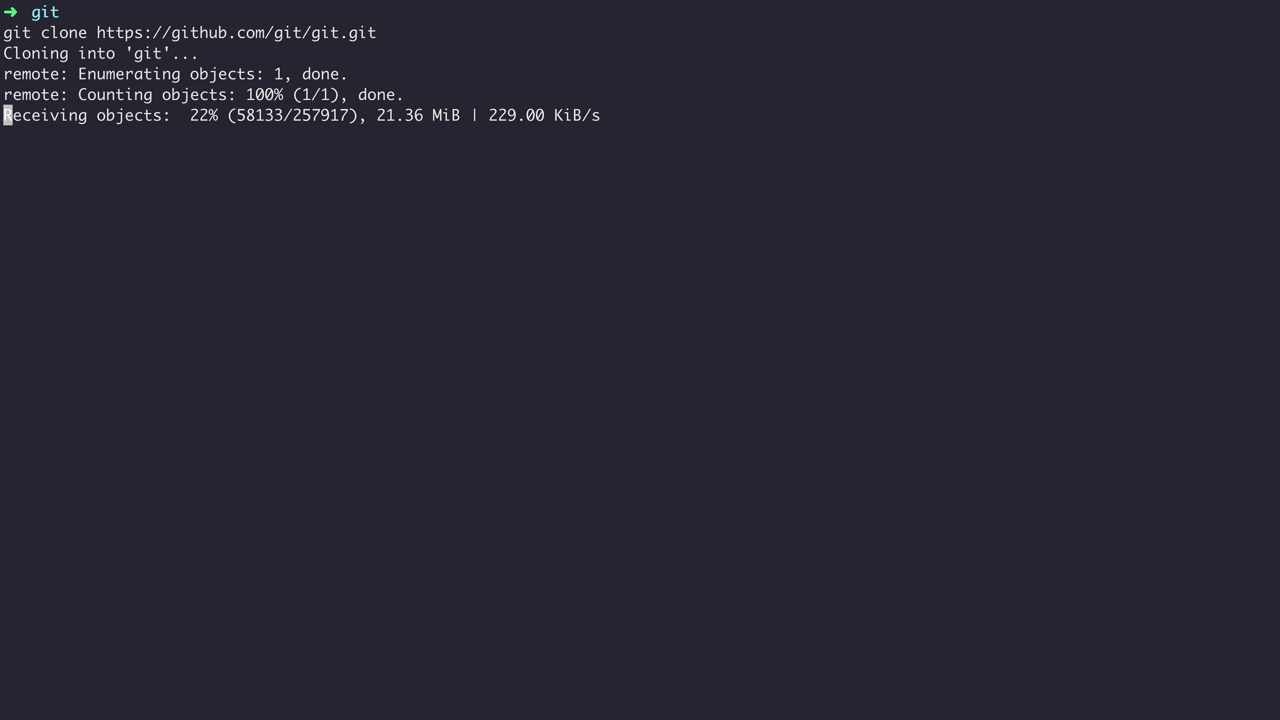 ➜ git
git clone https://github.com/git/git.git
Cloning into 'git'...
remote: Enumerating objects: 1, done.
remote: Counting objects: 100% (1/1), done.
Receiving objects:  22% (58133/257917), 21.36 MiB | 229.00 KiB/s